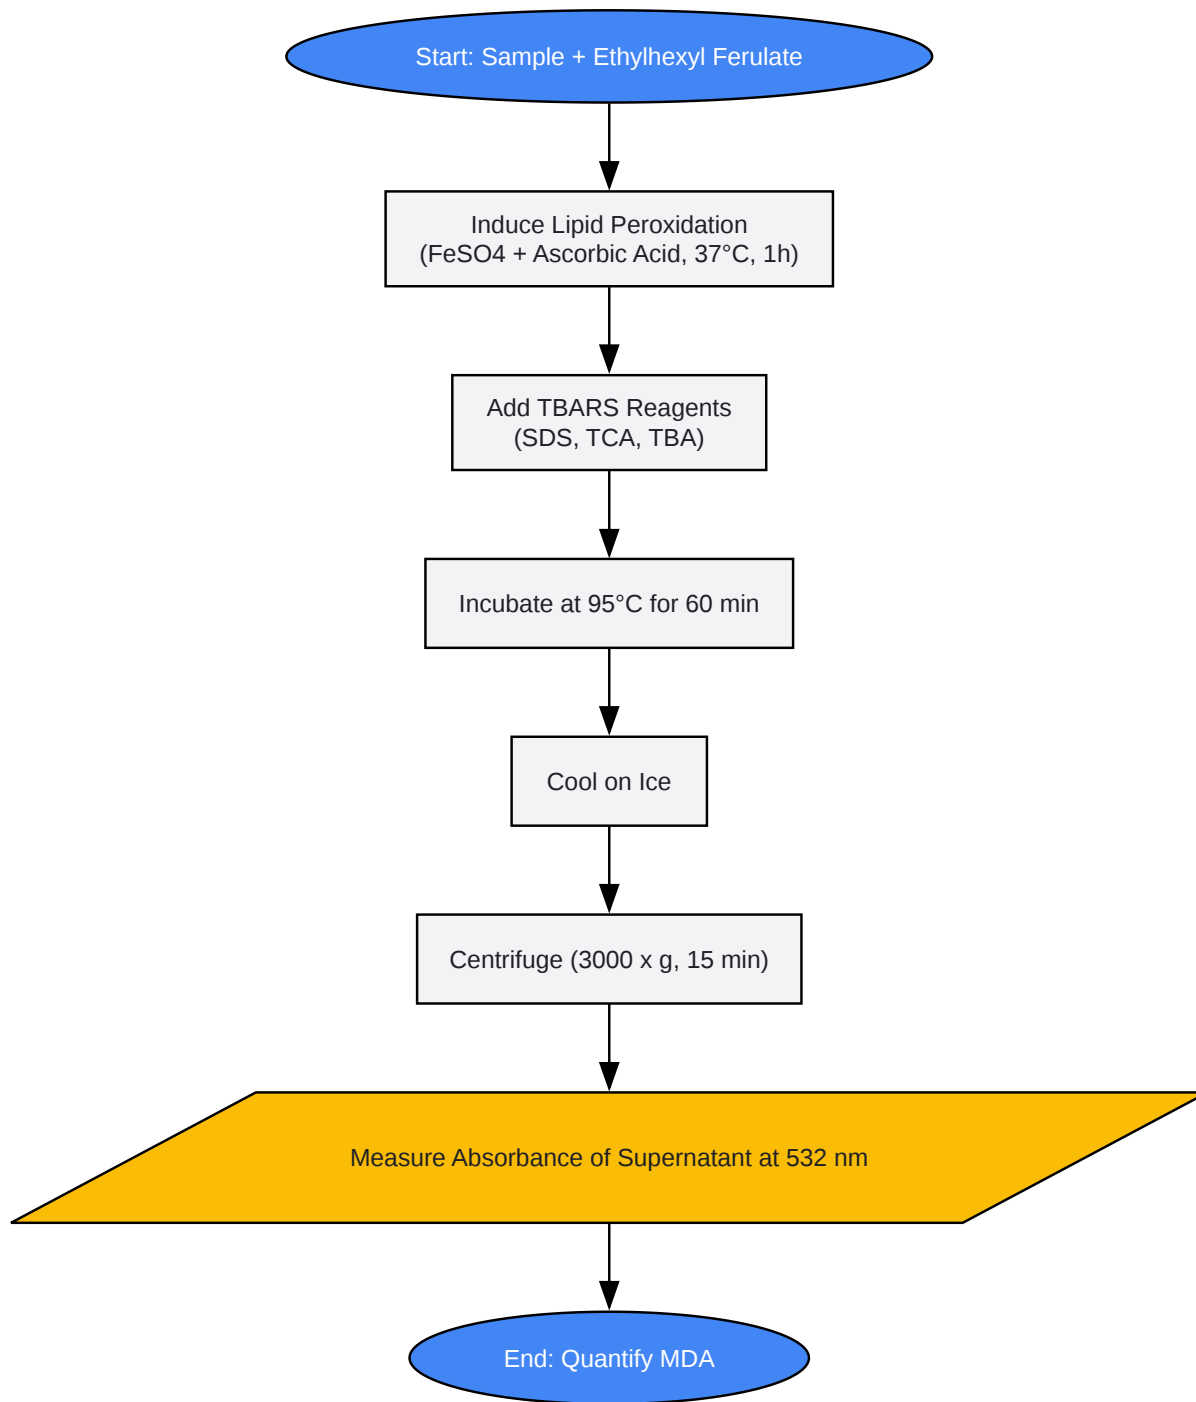 Start: Sample + Ethylhexyl Ferulate
Induce Lipid Peroxidation
(FeSO4 + Ascorbic Acid, 37°C, 1h)
Add TBARS Reagents
(SDS, TCA, TBA)
Incubate at 95°C for 60 min
Cool on Ice
Centrifuge (3000 x g, 15 min)
Measure Absorbance of Supernatant at 532 nm
End: Quantify MDA